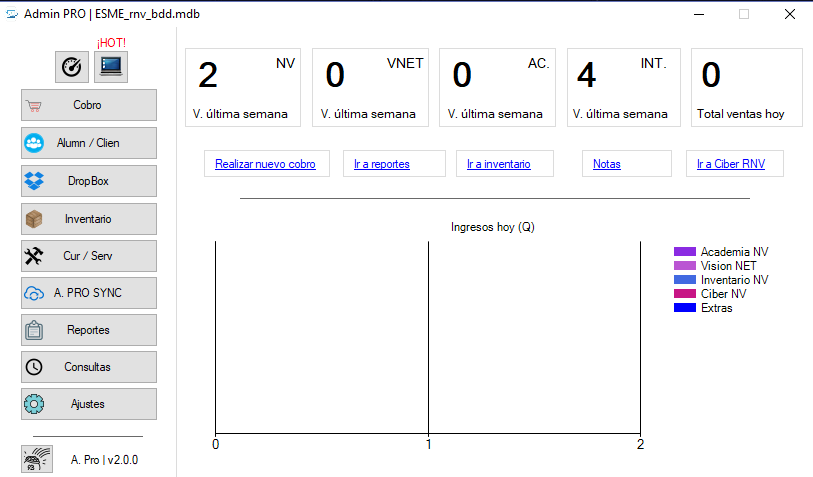 Admin PRO | ESME_rnv_bdd.mdb
¡HOT!
Cobro
Alumn / Clien
DropBox
Inventario
Cur / Serv
A. PRO SYNC
Reportes
Consultas
Ajustes
A. Pro | v2.0.0
2 NV
V. última semana
0 VNET
V. última semana
0 AC.
V. última semana
4 INT.
V. última semana
0
Total ventas hoy
Realizar nuevo cobro
Ir a reportes
Ir a inventario
Notas
Ir a Ciber RNV
Ingresos hoy (Q)
Academia NV
Vision NET
Inventario NV
Ciber NV
Extras
0 1 2